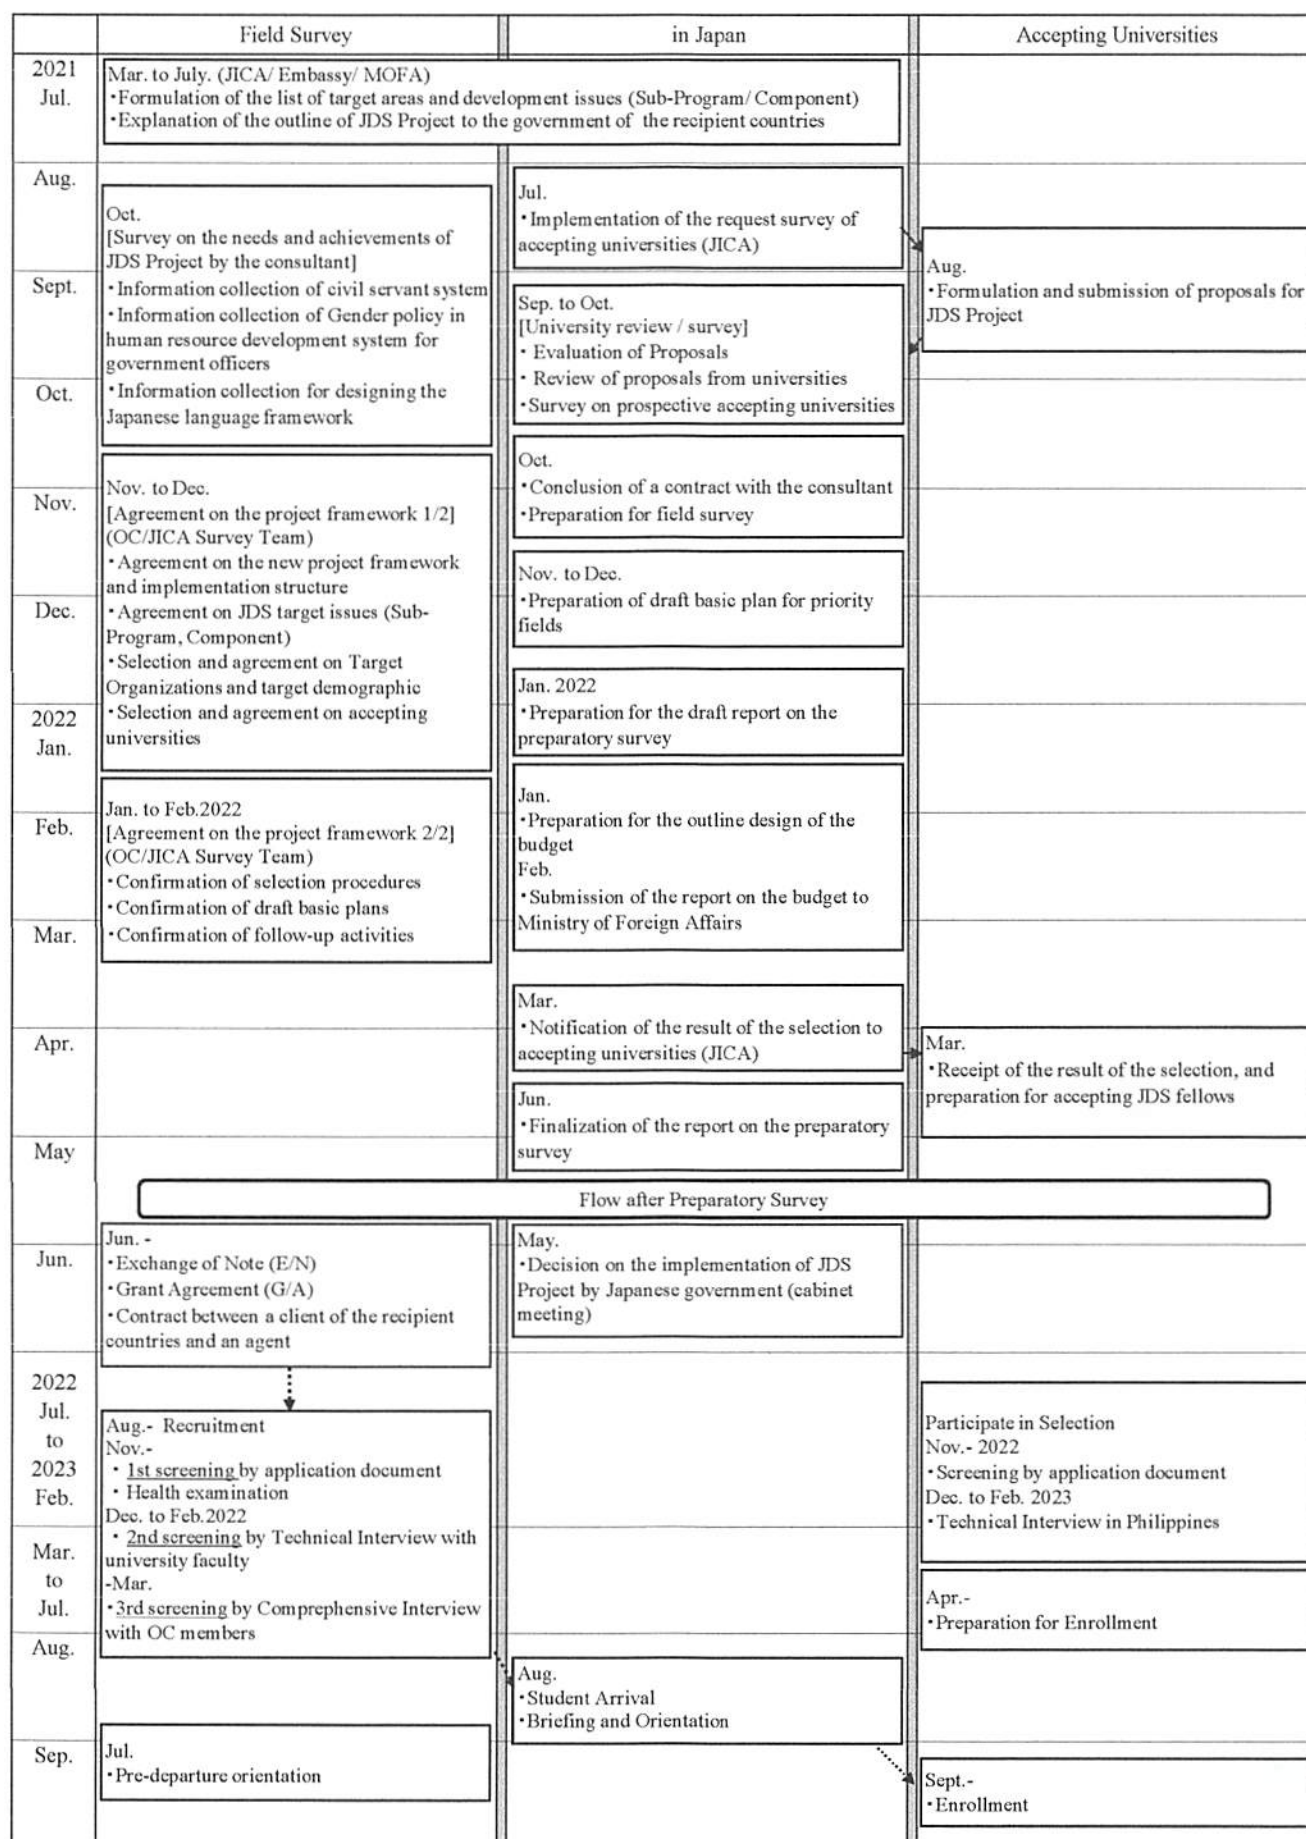 Field Survey
in Japan
Accepting Universities
2021
Jul.
Mar. to July. (JICA/ Embassy/ MOFA)
・Formulation of the list of target areas and development issues (Sub-Program/ Component)
・Explanation of the outline of JDS Project to the government of the recipient countries
Aug.
Sept.
Oct.
Oct.
[Survey on the needs and achievements of
JDS Project by the consultant]
・Information collection of civil servant system
・Information collection of Gender policy in
human resource development system for
government officers
・Information collection for designing the
Japanese language framework
Jul.
・Implementation of the request survey of
accepting universities (JICA)
Aug.
・Formulation and submission of proposals for
JDS Project
Sep. to Oct.
[University review / survey]
・Evaluation of Proposals
・Review of proposals from universities
・Survey on prospective accepting universities
Oct.
・Conclusion of a contract with the consultant
・Preparation for field survey
Nov.
Dec.
2022
Jan.
Nov. to Dec.
[Agreement on the project framework 1/2]
(OC/JICA Survey Team)
・Agreement on the new project framework
and implementation structure
・Agreement on JDS target issues (Sub-
Program, Component)
・Selection and agreement on Target
Organizations and target demographic
・Selection and agreement on accepting
universities
Nov. to Dec.
・Preparation of draft basic plan for priority
fields
Jan. 2022
・Preparation for the draft report on the
preparatory survey
Feb.
Mar.
Jan. to Feb.2022
[Agreement on the project framework 2/2]
(OC/JICA Survey Team)
・Confirmation of selection procedures
・Confirmation of draft basic plans
・Confirmation of follow-up activities
Jan.
・Preparation for the outline design of the
budget
Feb.
・Submission of the report on the budget to
Ministry of Foreign Affairs
Apr.
Mar.
・Notification of the result of the selection to
accepting universities (JICA)
Mar.
・Receipt of the result of the selection, and
preparation for accepting JDS fellows
May
Jun.
・Finalization of the report on the preparatory
survey
Flow after Preparatory Survey
Jun.
Jun. -
・Exchange of Note (E/N)
・Grant Agreement (G/A)
・Contract between a client of the recipient
countries and an agent
May.
・Decision on the implementation of JDS
Project by Japanese government (cabinet
meeting)
2022
Jul.
to
2023
Feb.
Mar.
to
Jul.
Aug.- Recruitment
Nov.-
・1st screening by application document
・Health examination
Dec. to Feb.2022
・2nd screening by Technical Interview with
university faculty
-Mar.
・3rd screening by Comprephensive Interview
with OC members
Participate in Selection
Nov.- 2022
・Screening by application document
Dec. to Feb. 2023
・Technical Interview in Philippines
Apr.-
・Preparation for Enrollment
Aug.
Aug.
・Student Arrival
・Briefing and Orientation
Sep.
Jul.
・Pre-departure orientation
Sept.-
・Enrollment